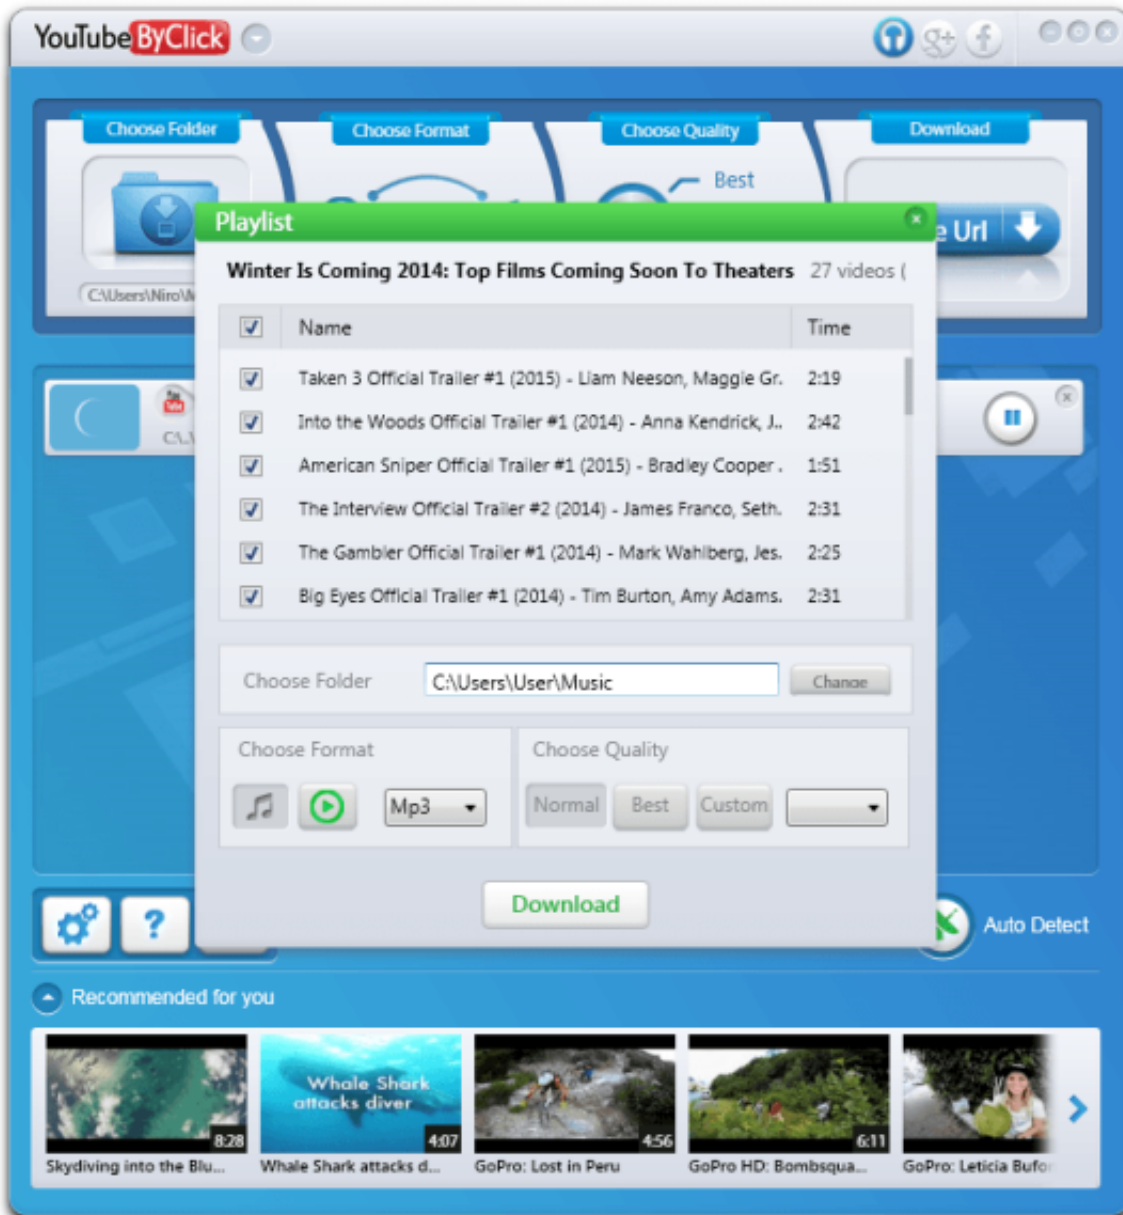 YouTube ByClick
Choose Folder
Choose Format
Choose Quality
Download
Best
e Url
C:\Users\Niro\M
Playlist
Winter Is Coming 2014: Top Films Coming Soon To Theaters 27 videos (
Name Time
Taken 3 Official Trailer #1 (2015) - Liam Neeson, Maggie Gr. 2:19
Into the Woods Official Trailer #1 (2014) - Anna Kendrick, J.. 2:42
American Sniper Official Trailer #1 (2015) - Bradley Cooper . 1:51
The Interview Official Trailer #2 (2014) - James Franco, Seth. 2:31
The Gambler Official Trailer #1 (2014) - Mark Wahlberg, Jes. 2:25
Big Eyes Official Trailer #1 (2014) - Tim Burton, Amy Adams. 2:31
Choose Folder C:\Users\User\Music Change
Choose Format
Choose Quality
Mp3
Normal Best Custom
Download
? Auto Detect
Recommended for you
Whale Shark
attacks diver
8:28 4:07 4:56 6:11
Skydiving into the Blu... Whale Shark attacks d... GoPro: Lost in Peru GoPro HD: Bombsqua... GoPro: Leticia Bufo